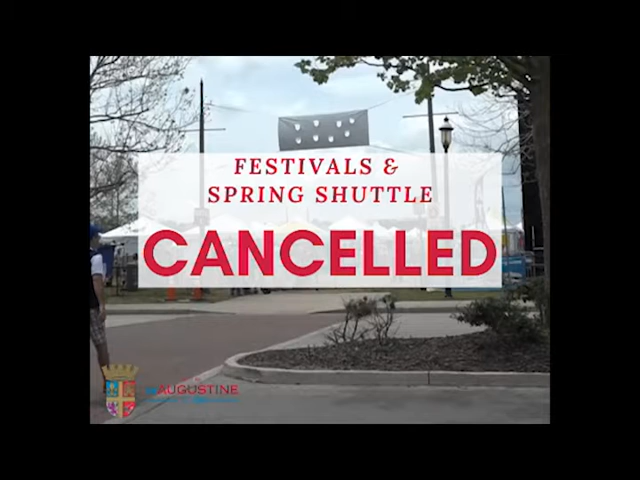 FESTIVALS &
SPRING SHUTTLE
CANCELLED
AUGUSTINE